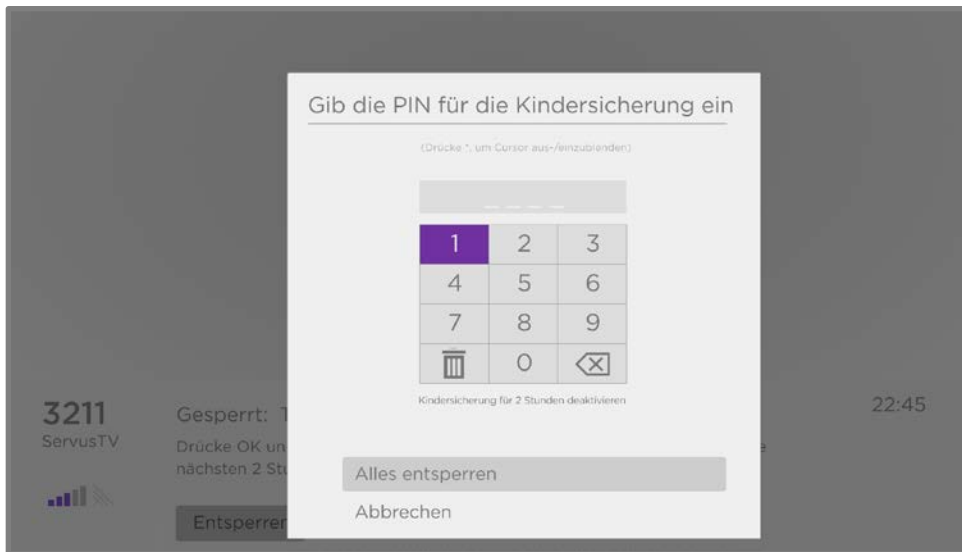 Gib die PIN für die Kindersicherung ein
(Drücke *, um Cursor aus-/einzublenden)
1 2 3
4 5 6
7 8 9
0
Kindersicherung für 2 Stunden deaktivieren
3211
ServusTV
Gesperrt:
22:45
Drücke OK un
nächsten 2 Stu
Entsperren
Alles entsperren
Abbrechen